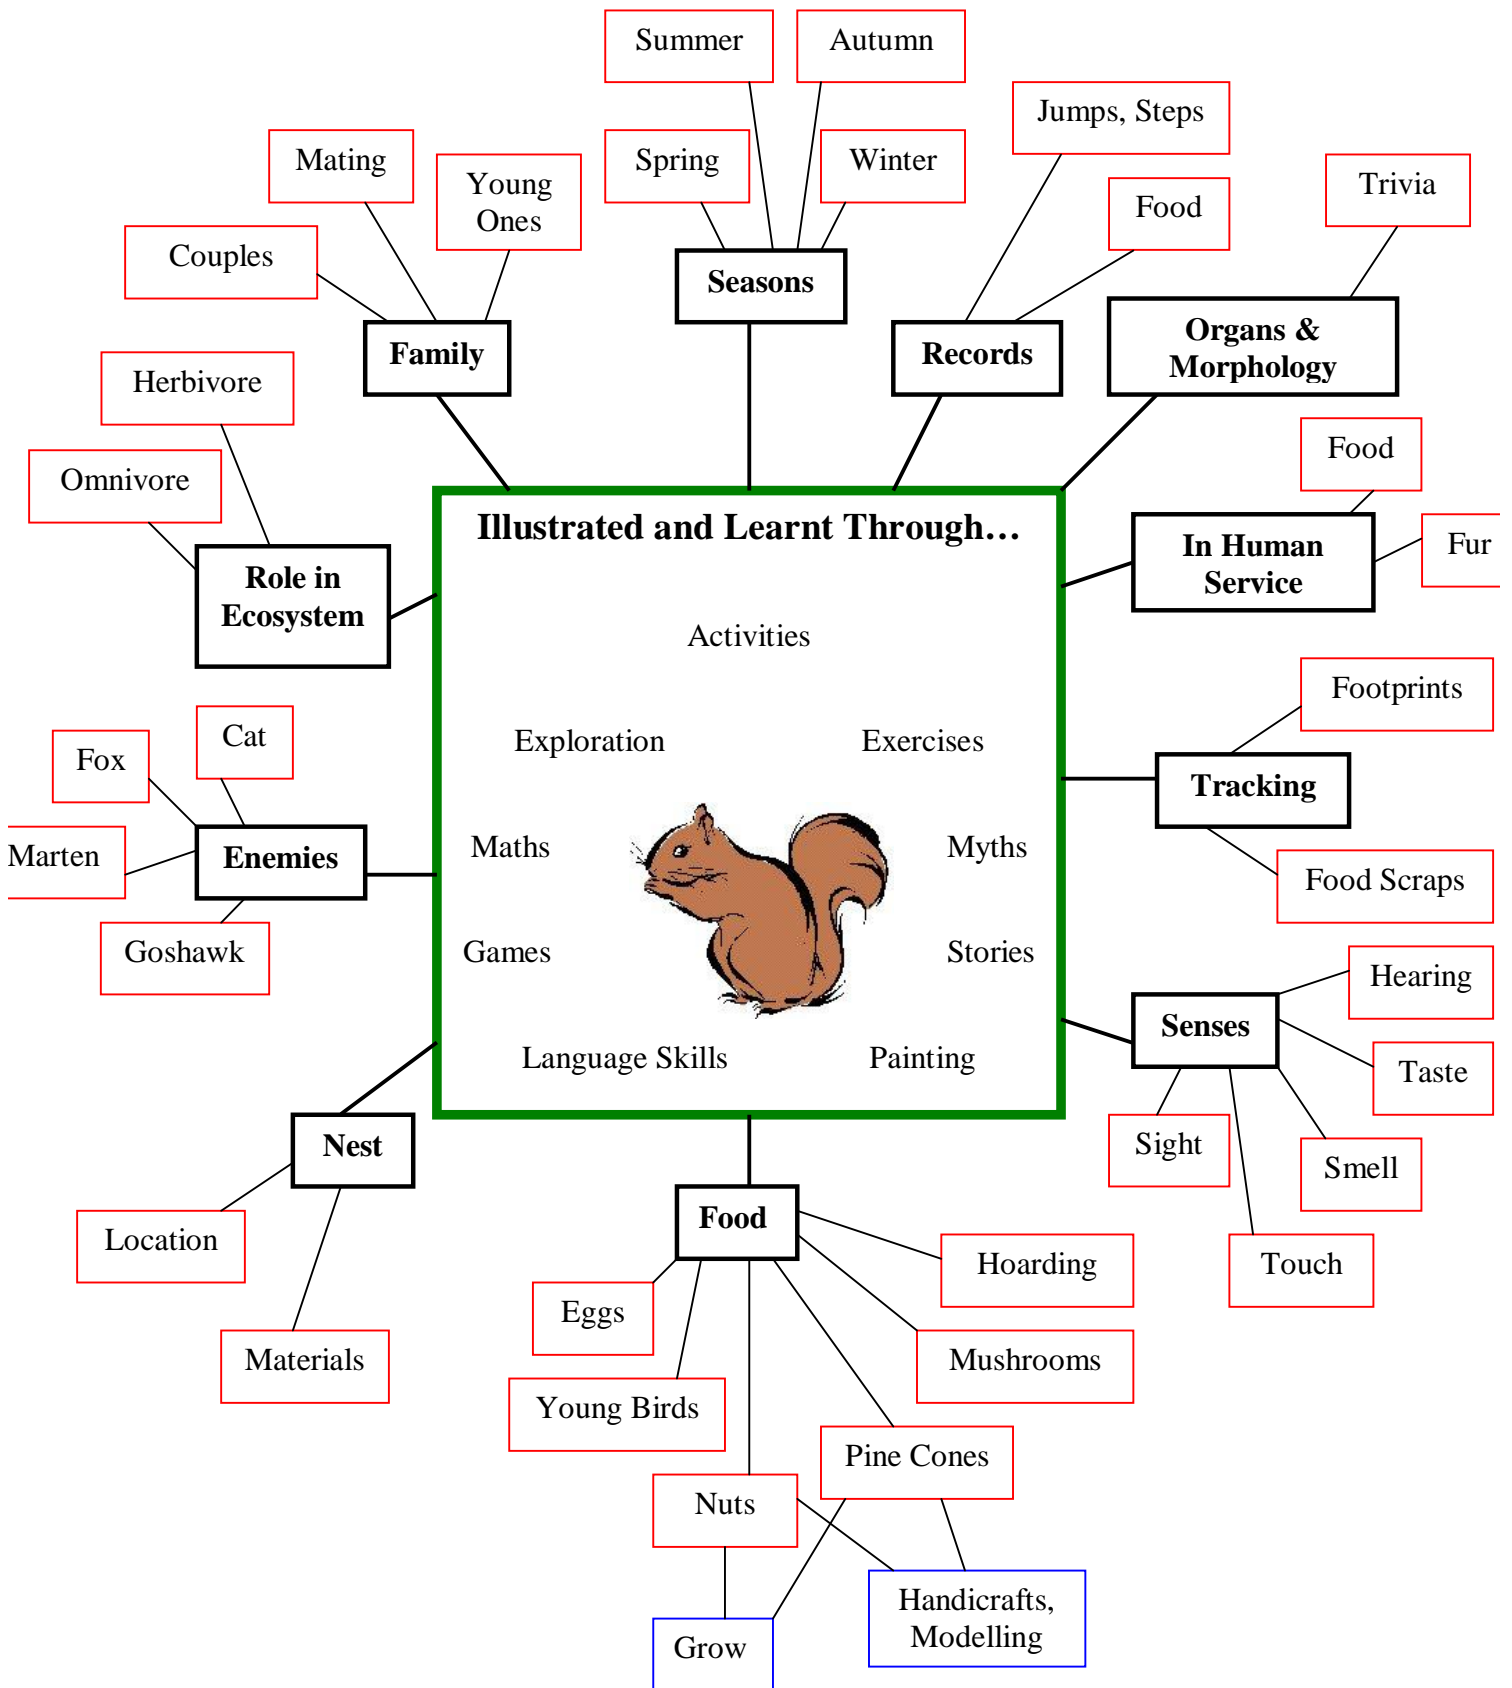 Summer
Autumn
Jumps, Steps
Mating
Young
Ones
Spring
Winter
Trivia
Food
Couples
Seasons
Family
Records
Organs &
Morphology
Herbivore
Omnivore
Food
Fur
Role in
Ecosystem
In Human
Service
Illustrated and Learnt Through…
Activities
Exploration
Exercises
Maths
Myths
Games
Stories
Language Skills
Painting
Footprints
Tracking
Food Scraps
Cat
Fox
Marten
Enemies
Goshawk
Hearing
Senses
Taste
Sight
Smell
Touch
Nest
Location
Materials
Food
Hoarding
Eggs
Mushrooms
Young Birds
Pine Cones
Nuts
Handicrafts,
Modelling
Grow